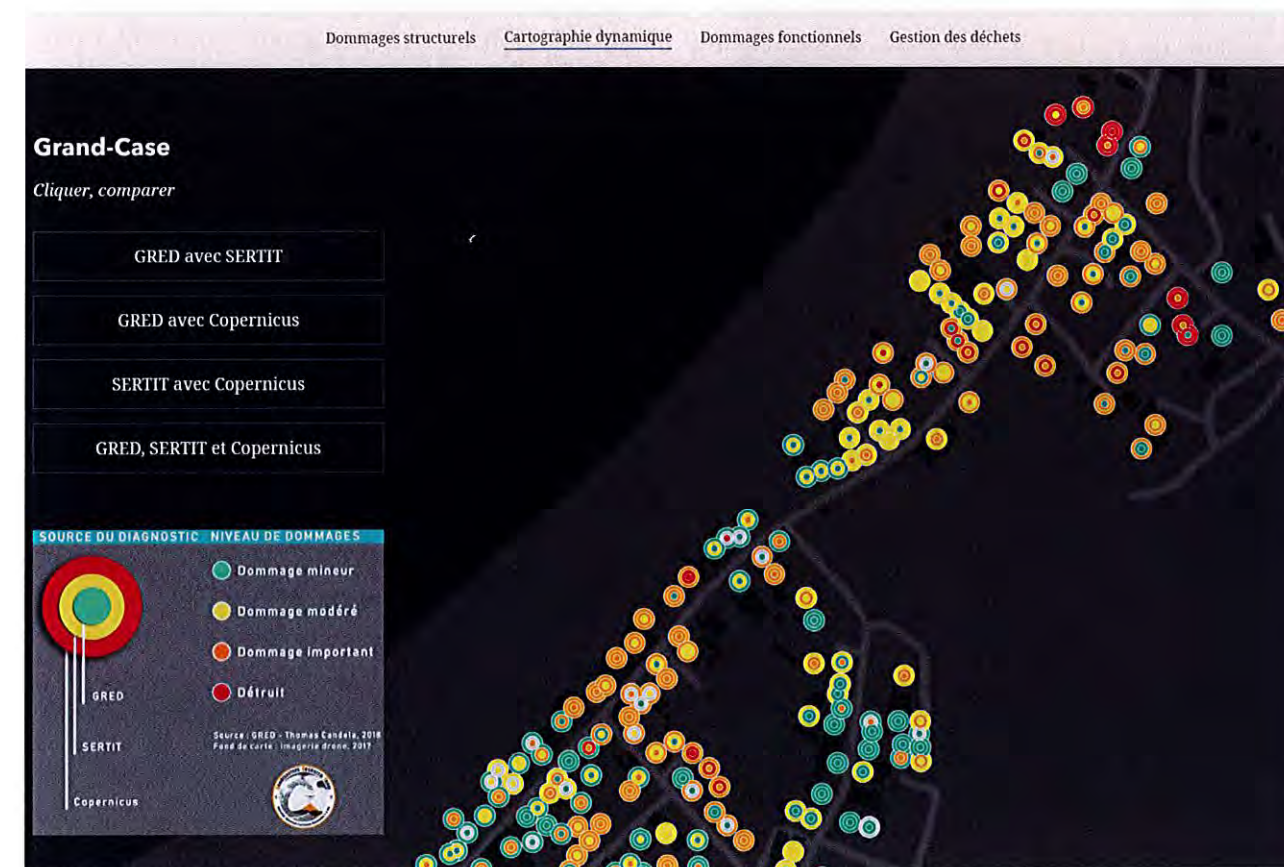 Dommages structurels Cartographie dynamique Dommages fonctionnels Gestion des déchets
Grand-Case
Cliquer, comparer
GRED avec SERTIT
GRED avec Copernicus
SERTIT avec Copernicus
GRED, SERTIT et Copernicus
SOURCE DU DIAGNOSTIC NIVEAU DE DOMMAGES
Dommage mineur
Dommage modéré
Dommage important
Détruit
GRED
SERTIT
Copernicus
Source : GRED - Thomas Candela, 2018
Fond de carte : imagerie drone, 2017